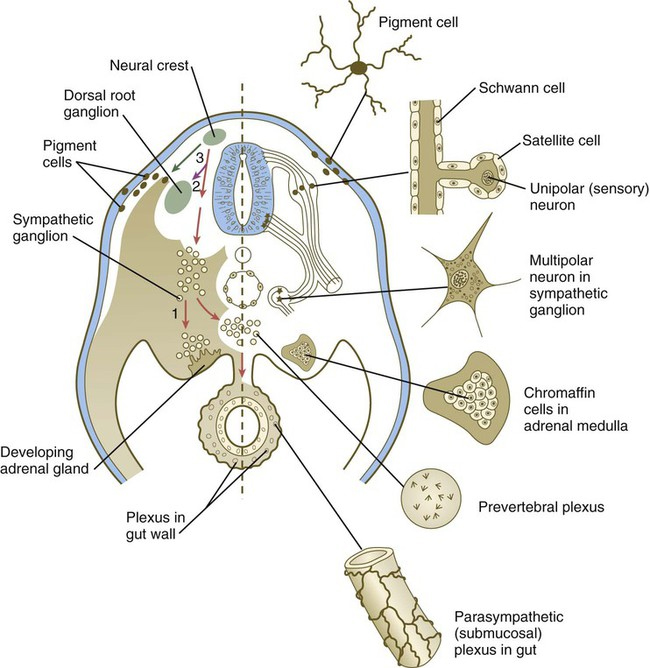 Pigment cell
Neural crest
Dorsal root
ganglion
Pigment
cells
Sympathetic
ganglion
3
2
1
Developing
adrenal gland
Plexus in
gut wall
Schwann cell
Satellite cell
Unipolar (sensory)
neuron
Multipolar
neuron in
sympathetic
ganglion
Chromaffin
cells in
adrenal medulla
Prevertebral plexus
Parasympathetic
(submucosal)
plexus in gut